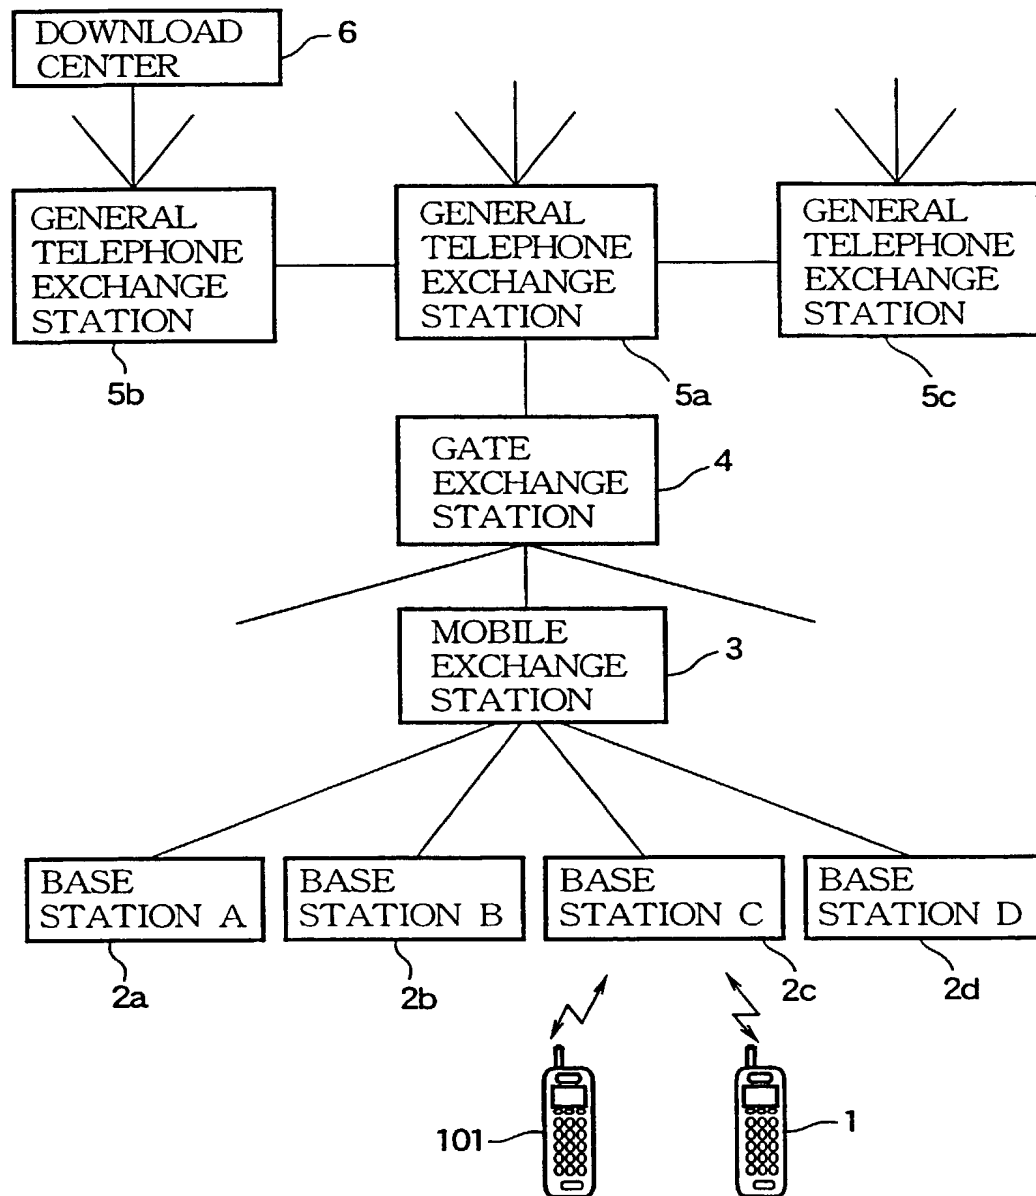 DOWNLOAD
CENTER
6
GENERAL
TELEPHONE
EXCHANGE
STATION
5b
GENERAL
TELEPHONE
EXCHANGE
STATION
5a
GENERAL
TELEPHONE
EXCHANGE
STATION
5c
GATE
EXCHANGE
STATION
4
MOBILE
EXCHANGE
STATION
3
BASE
STATION A
2a
BASE
STATION B
2b
BASE
STATION C
2c
BASE
STATION D
2d
101
1